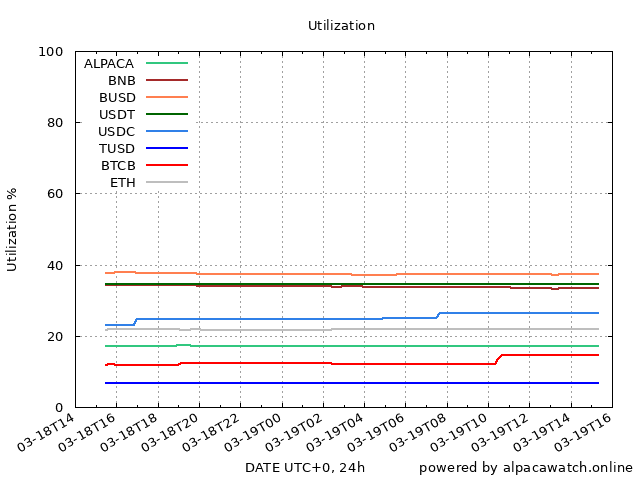 Utilization
100
80
60
40
20
0
Utilization %
ALPACA
BNB
BUSD
USDT
USDC
TUSD
BTCB
ETH
03-18T14
03-18T16
03-18T18
03-18T20
03-18T22
03-19T00
03-19T02
03-19T04
03-19T06
03-19T08
03-19T10
03-19T12
03-19T14
03-19T16
DATE UTC+0, 24h
powered by alpacawatch.online